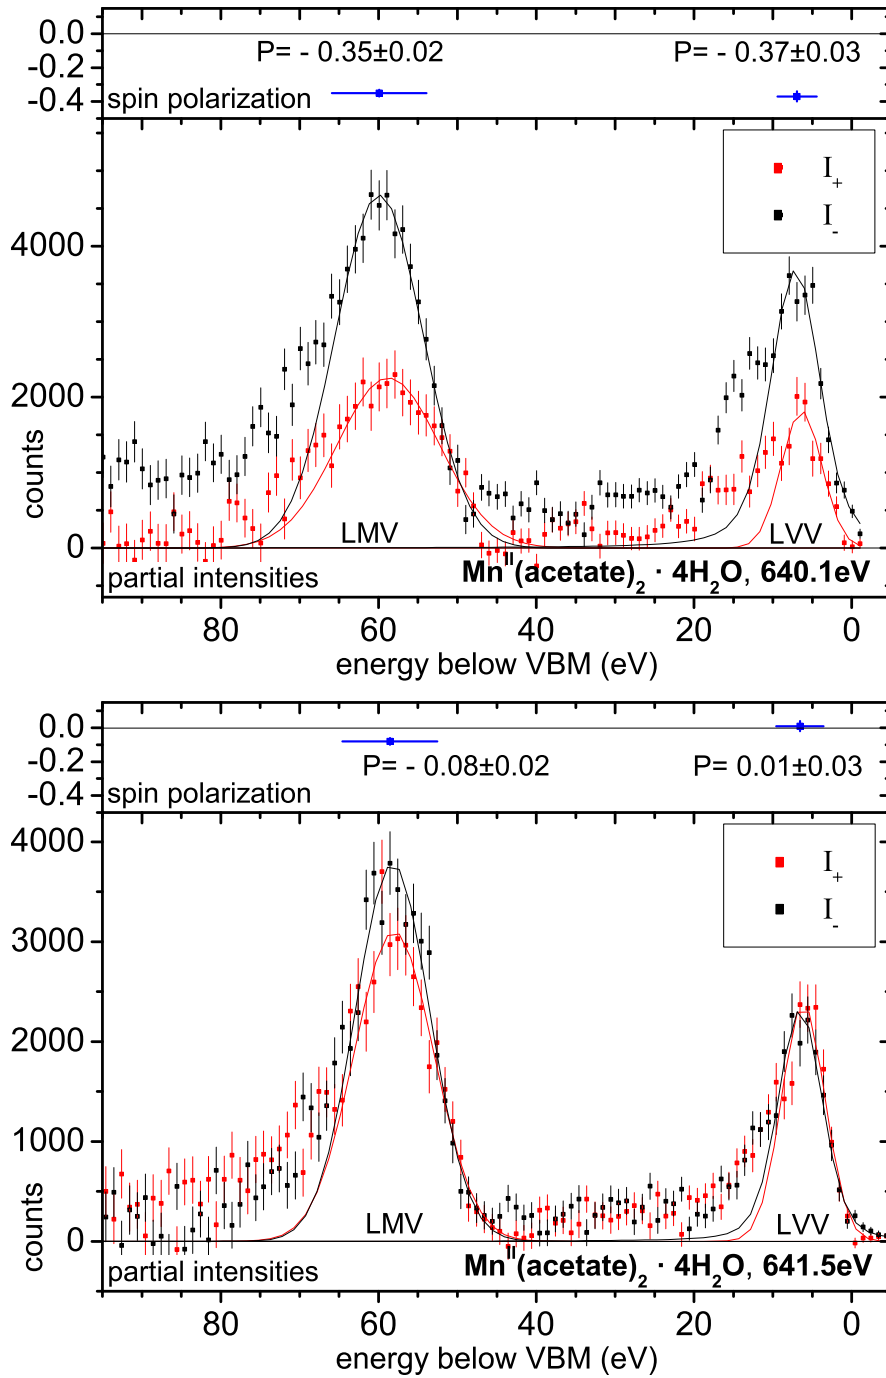 0.0
P= - 0.35±0.02 P= - 0.37±0.03
-0.2
-0.4
spin polarization
I+
I-
4000
2000
0
counts
LMV LVV
partial intensities
Mnᴵᴵ(acetate)₂ · 4H₂O, 640.1eV
80 60 40 20 0
energy below VBM (eV)
0.0
-0.2
P= - 0.08±0.02 P= 0.01±0.03
-0.4
spin polarization
4000
I+
I-
3000
2000
1000
0
counts
LMV LVV
partial intensities
Mnᴵᴵ(acetate)₂ · 4H₂O, 641.5eV
80 60 40 20 0
energy below VBM (eV)